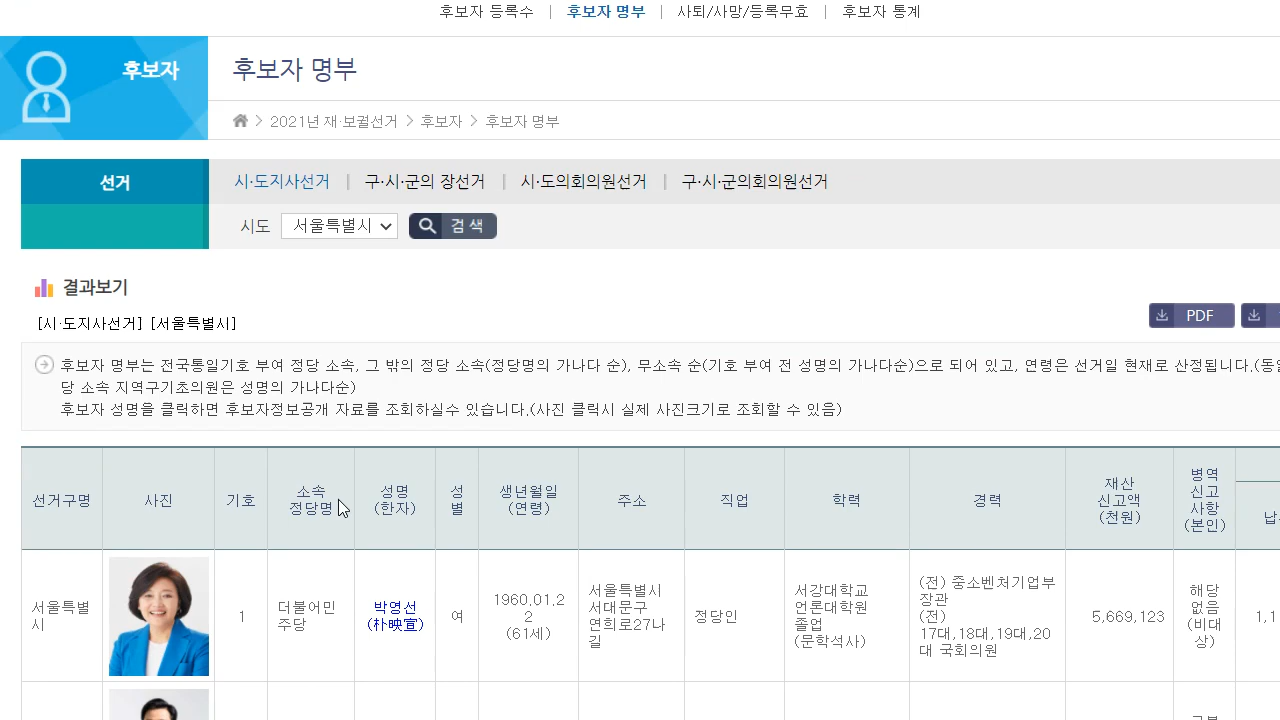 후보자 등록수 | 후보자 명부 | 사퇴/사망/등록무효 | 후보자 통계
후보자
후보자 명부
2021년 재·보궐선거 > 후보자 > 후보자 명부
선거
시·도지사선거 | 구·시·군의 장선거 | 시·도의회의원선거 | 구·시·군의회의원선거
시도 서울특별시 검색
결과보기
[시·도지사선거] [서울특별시]
PDF
후보자 명부는 전국통일기호 부여 정당 소속, 그 밖의 정당 소속(정당명의 가나다 순), 무소속 순(기호 부여 전 성명의 가나다순)으로 되어 있고, 연령은 선거일 현재로 산정됩니다.(동일
당 소속 지역구기초의원은 성명의 가나다순)
후보자 성명을 클릭하면 후보자정보공개 자료를 조회하실수 있습니다.(사진 클릭시 실제 사진크기로 조회할 수 있음)
선거구명
사진
기호
소속
정당명
성명
(한자)
성
별
생년월일
(연령)
주소
직업
학력
경력
재산
신고액
(천원)
병역
신고
사항
(본인)
납
서울특별
시
1
더불어민
주당
박영선
(朴映宣)
여
1960.01.2
2
(61세)
서울특별시
서대문구
연희로27나
길
정당인
서강대학교
언론대학원
졸업
(문학석사)
(전) 중소벤처기업부
장관
(전)
17대,18대,19대,20
대 국회의원
5,669,123
해당
없음
(비대
상)
1,1